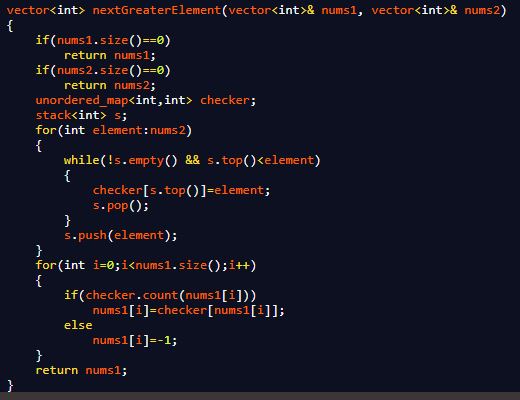 vector<int> nextGreaterElement(vector<int>& nums1, vector<int>& nums2)
{
    if(nums1.size()==0)
        return nums1;
    if(nums2.size()==0)
        return nums2;
    unordered_map<int,int> checker;
    stack<int> s;
    for(int element:nums2)
    {
        while(!s.empty() && s.top()<element)
        {
            checker[s.top()]=element;
            s.pop();
        }
        s.push(element);
    }
    for(int i=0;i<nums1.size();i++)
    {
        if(checker.count(nums1[i]))
            nums1[i]=checker[nums1[i]];
        else
            nums1[i]=-1;
    }
    return nums1;
}